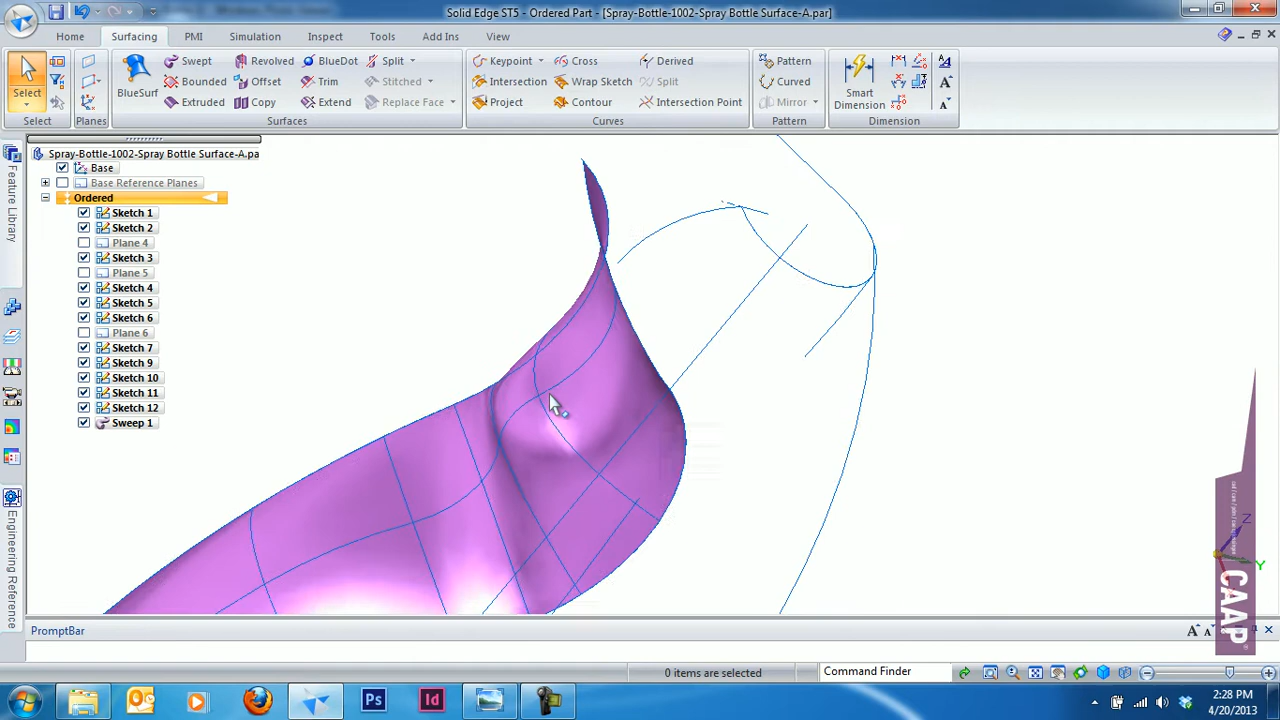 Solid Edge ST5 - Ordered Part - [Spray-Bottle-1002-Spray Bottle Surface-A.par]
Home Surfacing PMI Simulation Inspect Tools Add Ins View
Swept Revolved BlueDot Split Keypoint Cross Derived Pattern
Select BlueSurf Bounded Offset Trim Stitched Intersection Wrap Sketch Split Curved Smart Dimension
Extruded Copy Extend Replace Face Project Contour Intersection Point Mirror
Select Planes Surfaces Curves Pattern Dimension
Spray-Bottle-1002-Spray Bottle Surface-A.pa
Base
Base Reference Planes
Ordered
Sketch 1
Sketch 2
Plane 4
Sketch 3
Plane 5
Sketch 4
Sketch 5
Sketch 6
Plane 6
Sketch 7
Sketch 9
Sketch 10
Sketch 11
Sketch 12
Sweep 1
Feature Library
Engineering Reference
Z
Y
CAAP
PromptBar
0 items are selected
Command Finder
Ps
Id
2:28 PM
4/20/2013